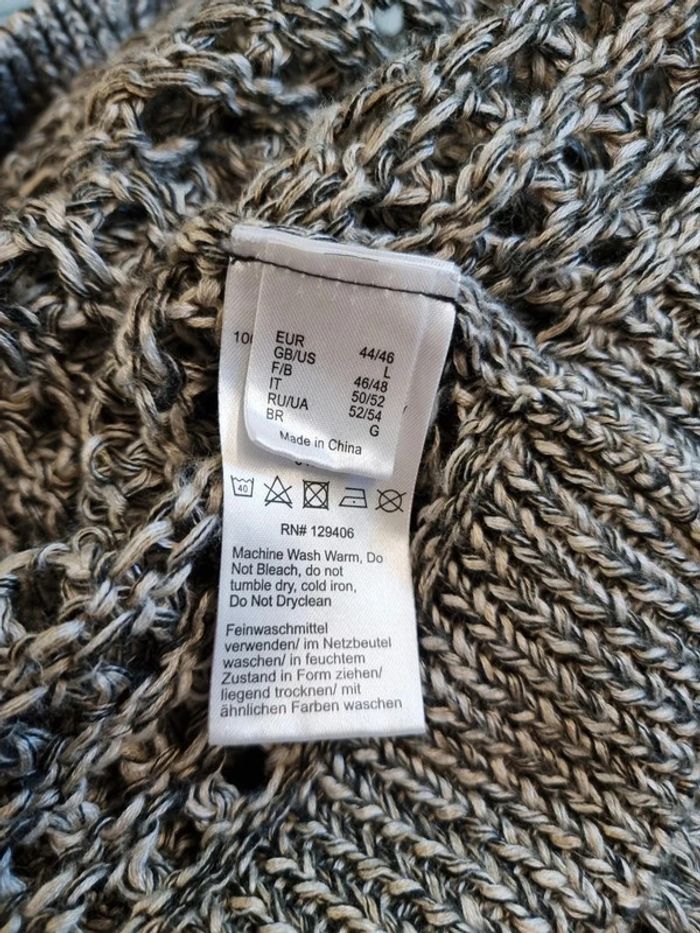 EUR 44/46
GB/US L
F/B 46/48
IT 50/52
RU/UA 52/54
BR G
Made in China
40
RN# 129406
Machine Wash Warm, Do
Not Bleach, do not
tumble dry, cold iron,
Do Not Dryclean
Feinwaschmittel
verwenden/ im Netzbeutel
waschen/ in feuchtem
Zustand in Form ziehen/
liegend trocknen/ mit
ähnlichen Farben waschen